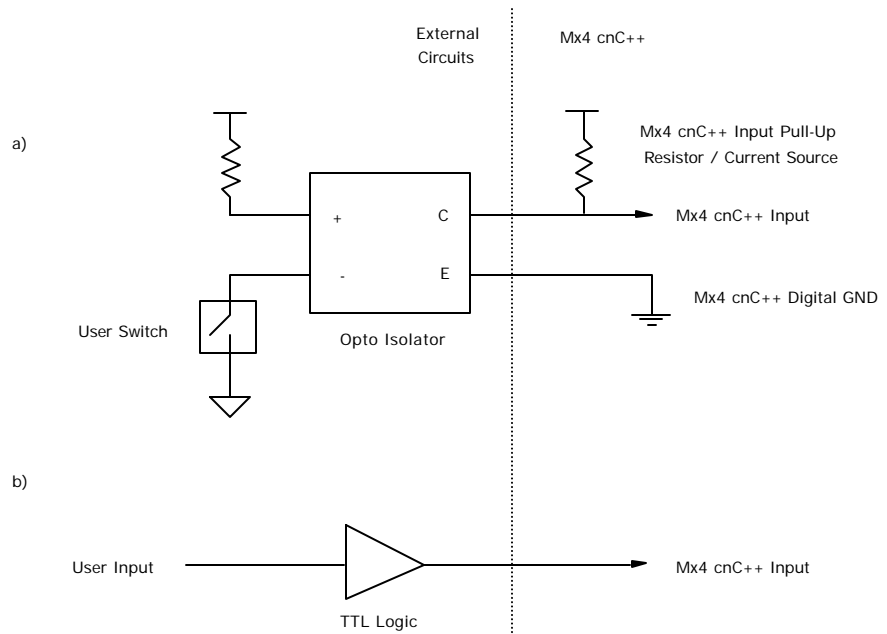 External
Circuits
Mx4 cnC++
a)
Mx4 cnC++ Input Pull-Up
Resistor / Current Source
+
C
Mx4 cnC++ Input
-
E
Mx4 cnC++ Digital GND
User Switch
Opto Isolator
b)
User Input
Mx4 cnC++ Input
TTL Logic